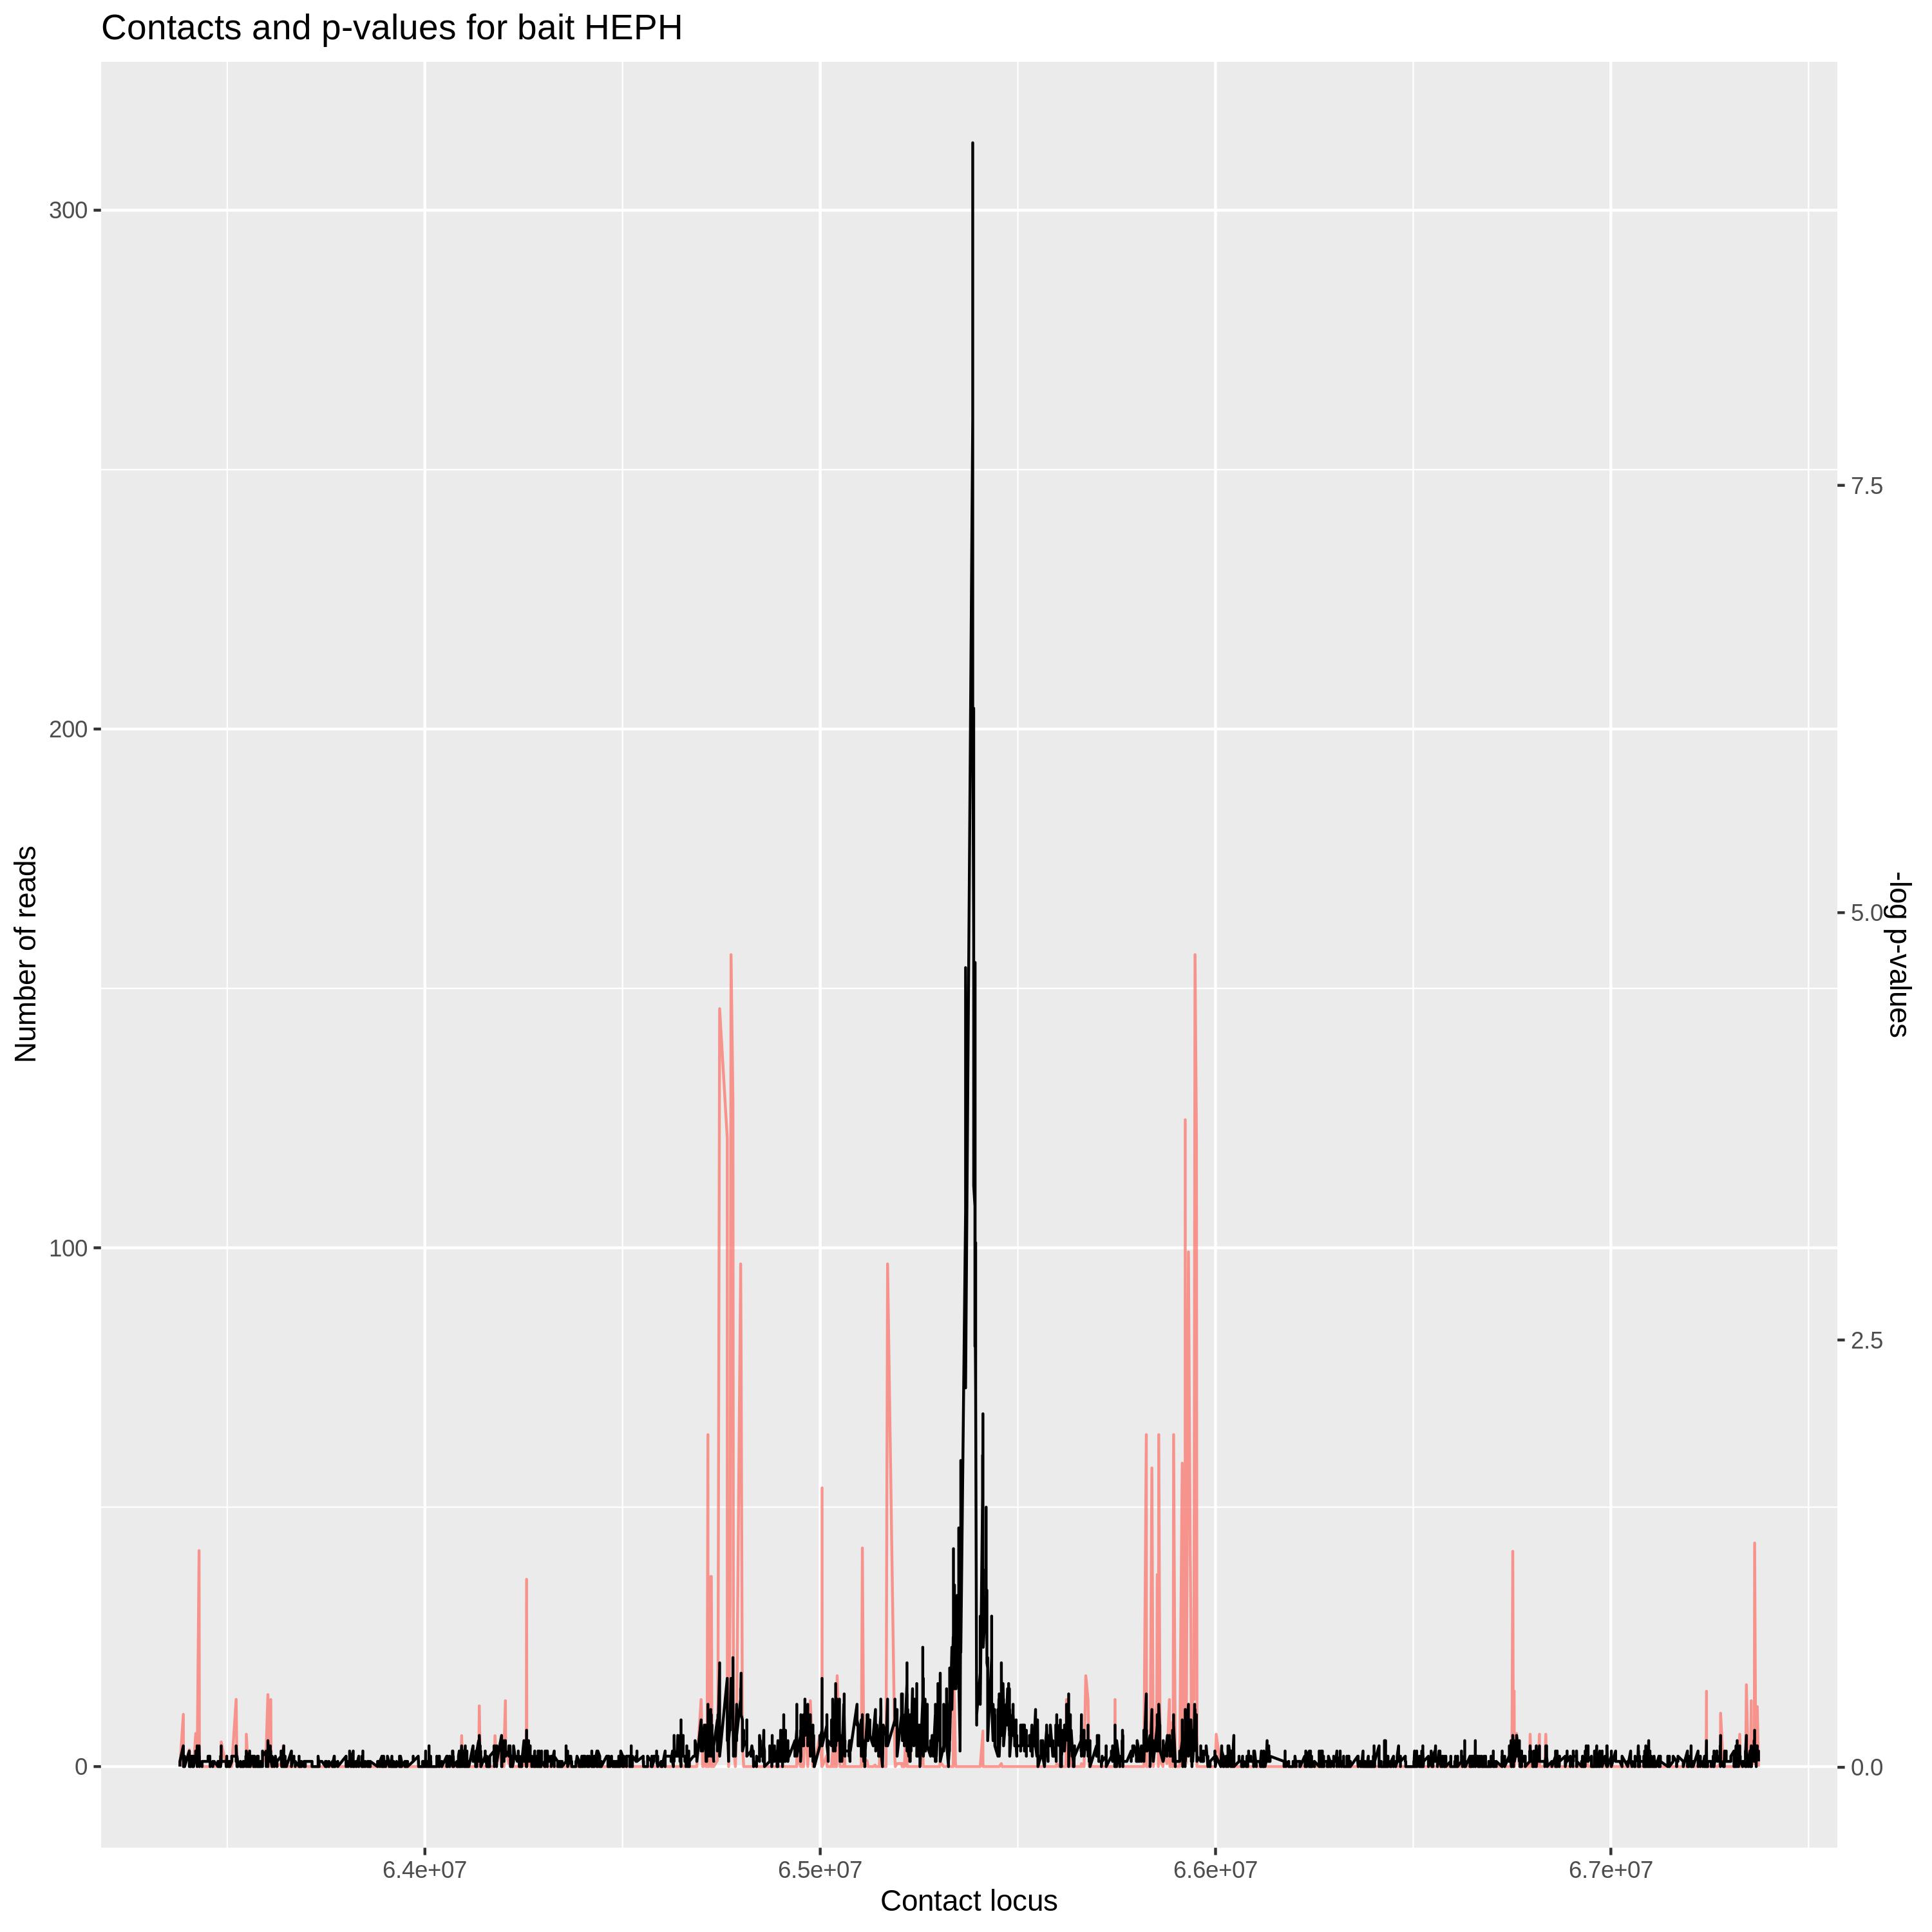 Contacts and p-values for bait HEPH
300
200
100
0
Number of reads
7.5
5.0
2.5
0.0
-log p-values
6.4e+07
6.5e+07
6.6e+07
6.7e+07
Contact locus